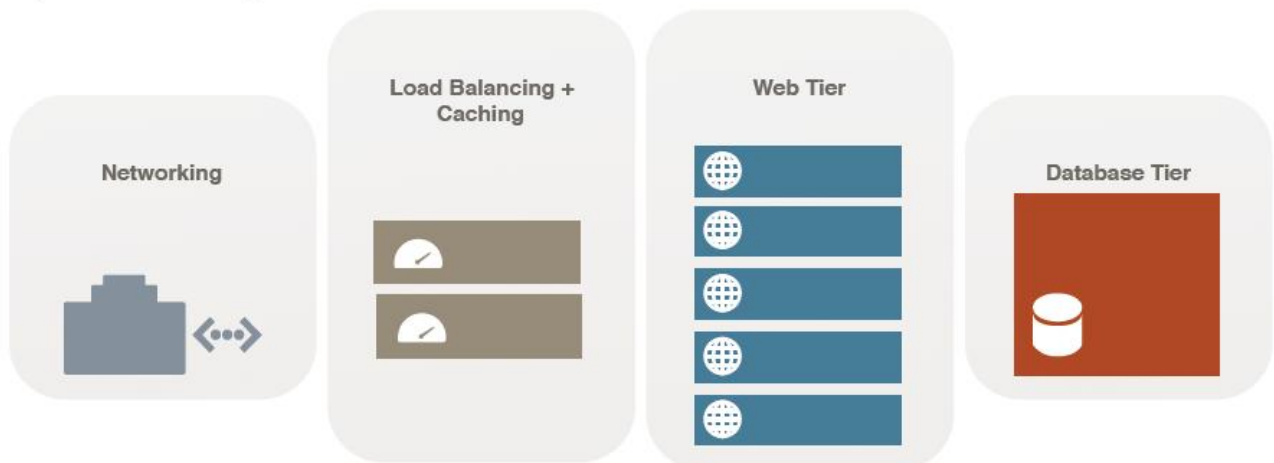 Networking
Load Balancing +
Caching
Web Tier
Database Tier